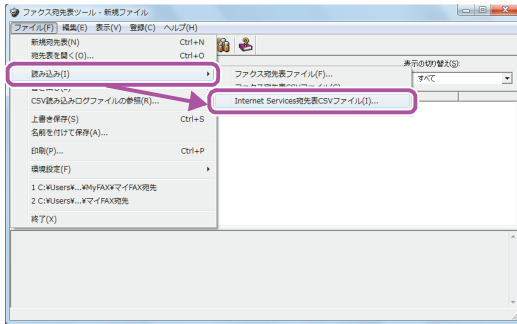 ファクス宛先表ツール - 新規ファイル
ファイル(F) 編集(E) 表示(V) 登録(C) ヘルプ(H)
新規宛先表(N) Ctrl+N
宛先表を開く(O)... Ctrl+O
表示の切り替え(S):
読み込み(I)
ファクス宛先表ファイル(F)...
すべて
CSV読み込みログファイルの参照(R)...
Internet Services宛先表CSVファイル(I)...
上書き保存(S) Ctrl+S
名前を付けて保存(A)...
印刷(P)... Ctrl+P
環境設定(F)
1 C:¥Users¥...¥MyFAX¥マイFAX宛先
2 C:¥Users¥...¥マイFAX宛先
終了(X)